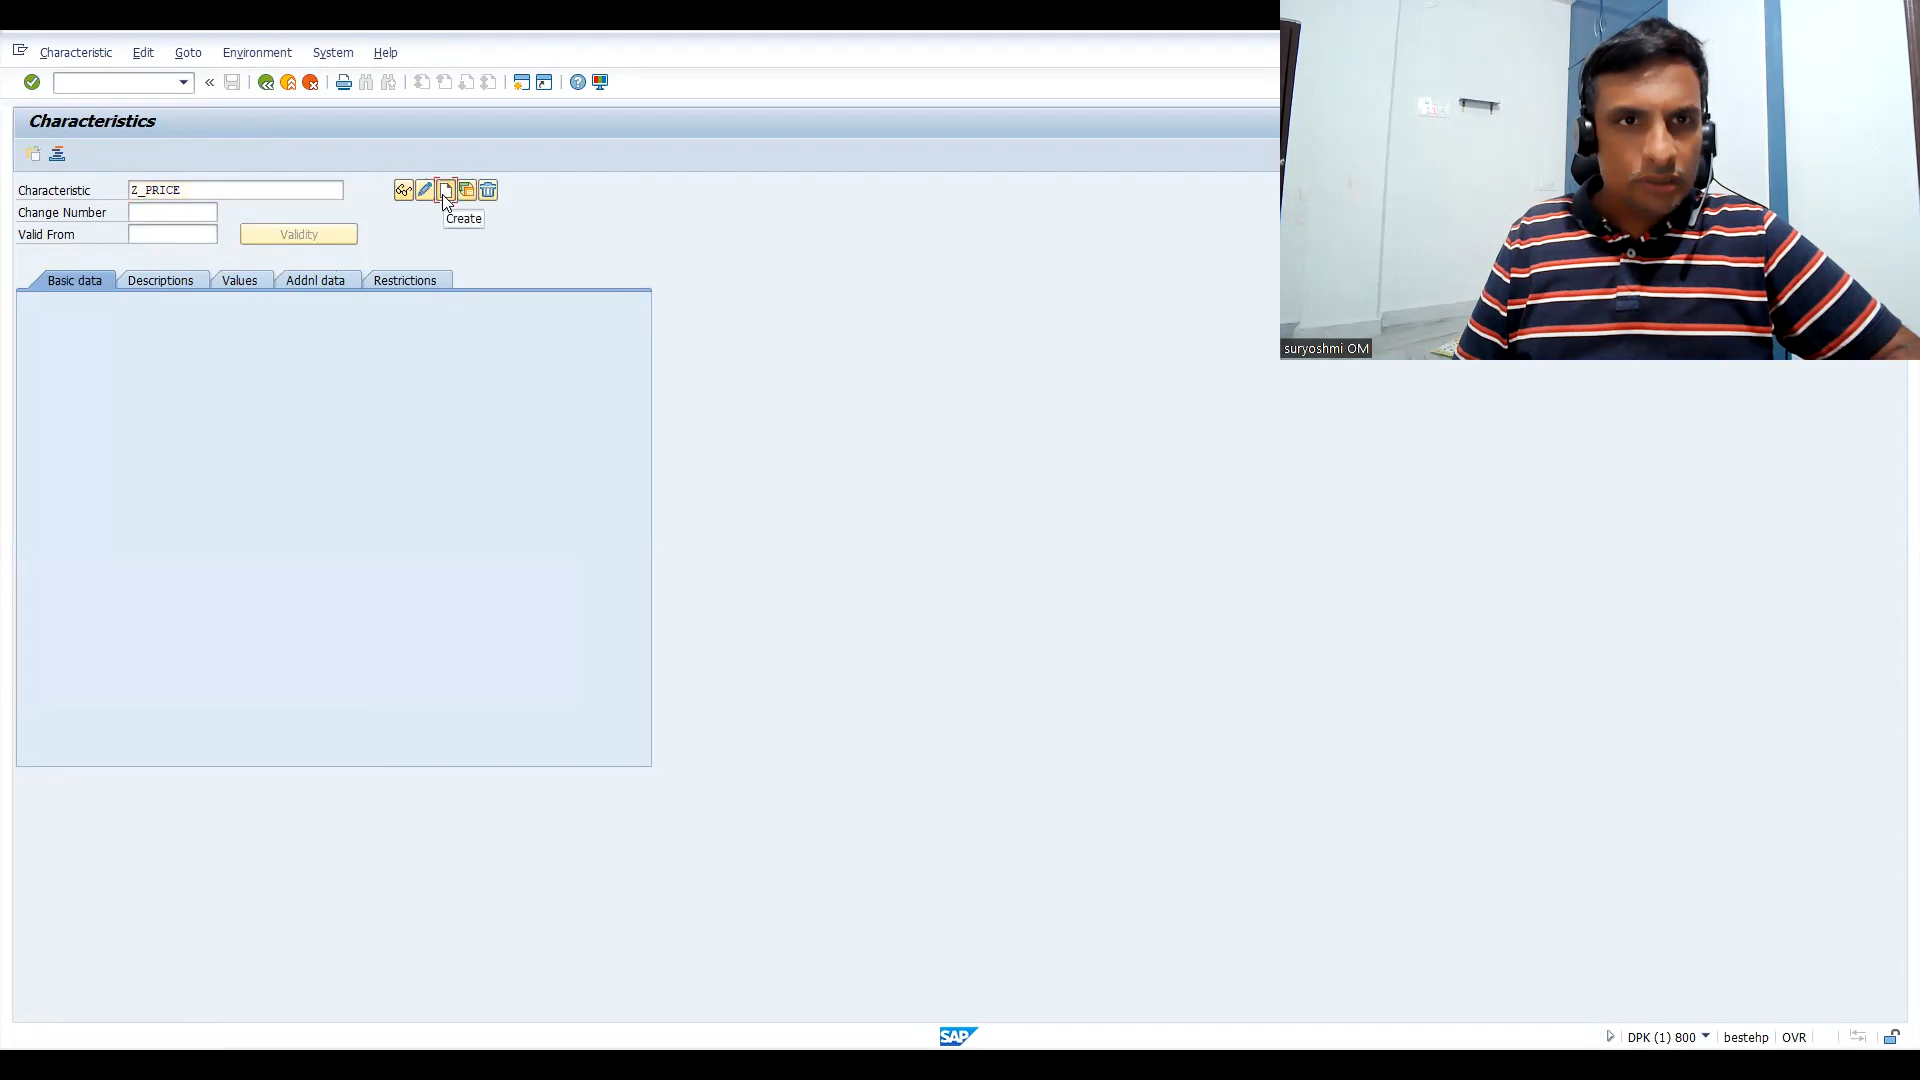 Characteristic Edit Goto Environment System Help
Characteristics
Characteristic Z_PRICE
Create
Change Number
Valid From Validity
Basic data Descriptions Values Addnl data Restrictions
suryoshmi OM
SAP
DPK (1) 800 bestehp OVR